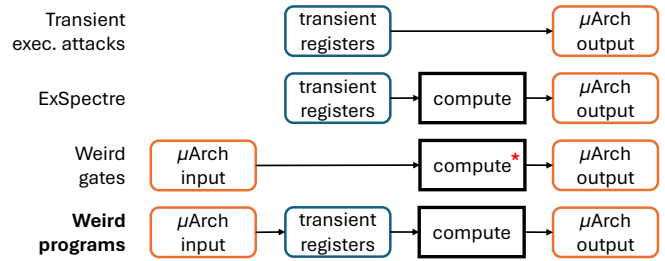 Transient
exec. attacks
transient
registers
µArch
output
ExSpectre
transient
registers
compute
µArch
output
Weird
gates
µArch
input
compute*
µArch
output
Weird
programs
µArch
input
transient
registers
compute
µArch
output